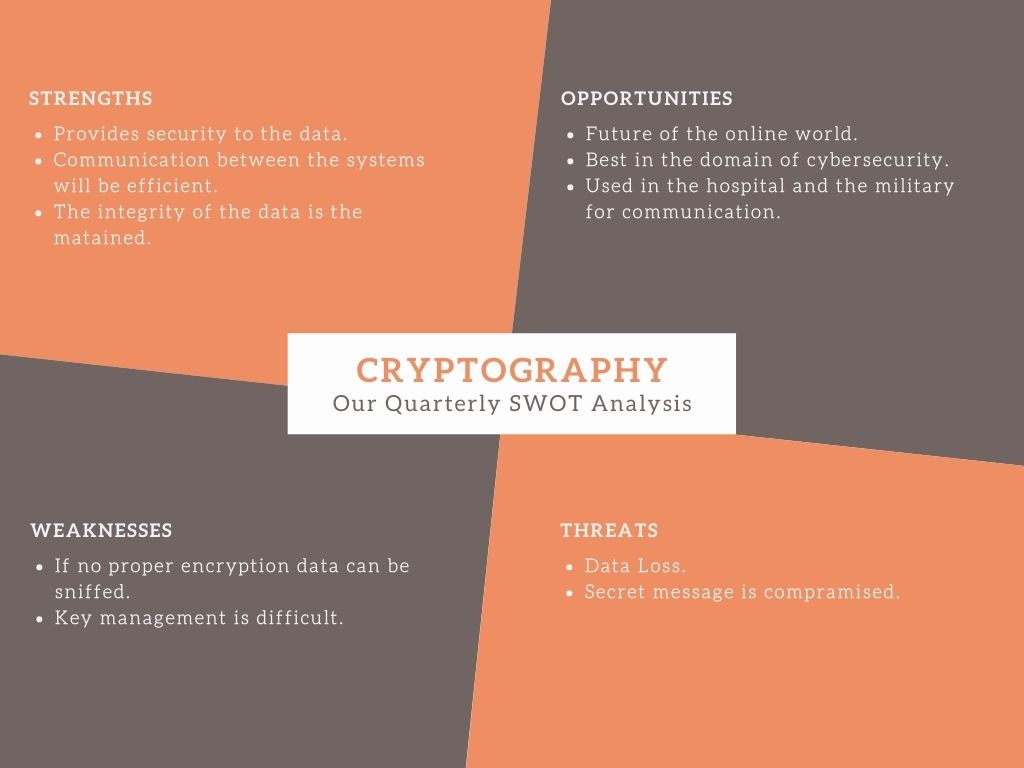 STRENGTHS
• Provides security to the data.
• Communication between the systems
will be efficient.
• The integrity of the data is the
matained.
OPPORTUNITIES
• Future of the online world.
• Best in the domain of cybersecurity.
• Used in the hospital and the military
for communication.
CRYPTOGRAPHY
Our Quarterly SWOT Analysis
WEAKNESSES
• If no proper encryption data can be
sniffed.
• Key management is difficult.
THREATS
• Data Loss.
• Secret message is compramised.